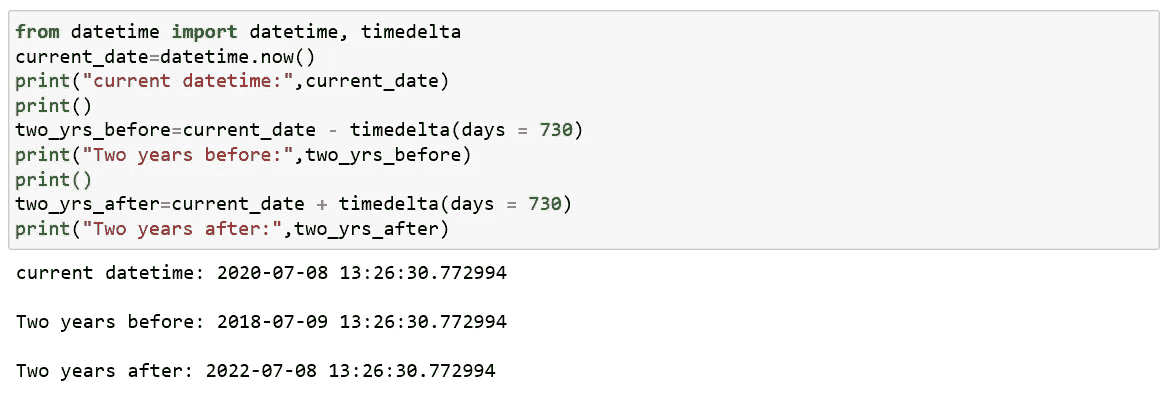 from datetime import datetime, timedelta
current_date=datetime.now()
print("current datetime:",current_date)
print()
two_yrs_before=current_date - timedelta(days = 730)
print("Two years before:",two_yrs_before)
print()
two_yrs_after=current_date + timedelta(days = 730)
print("Two years after:",two_yrs_after)
current datetime: 2020-07-08 13:26:30.772994
Two years before: 2018-07-09 13:26:30.772994
Two years after: 2022-07-08 13:26:30.772994